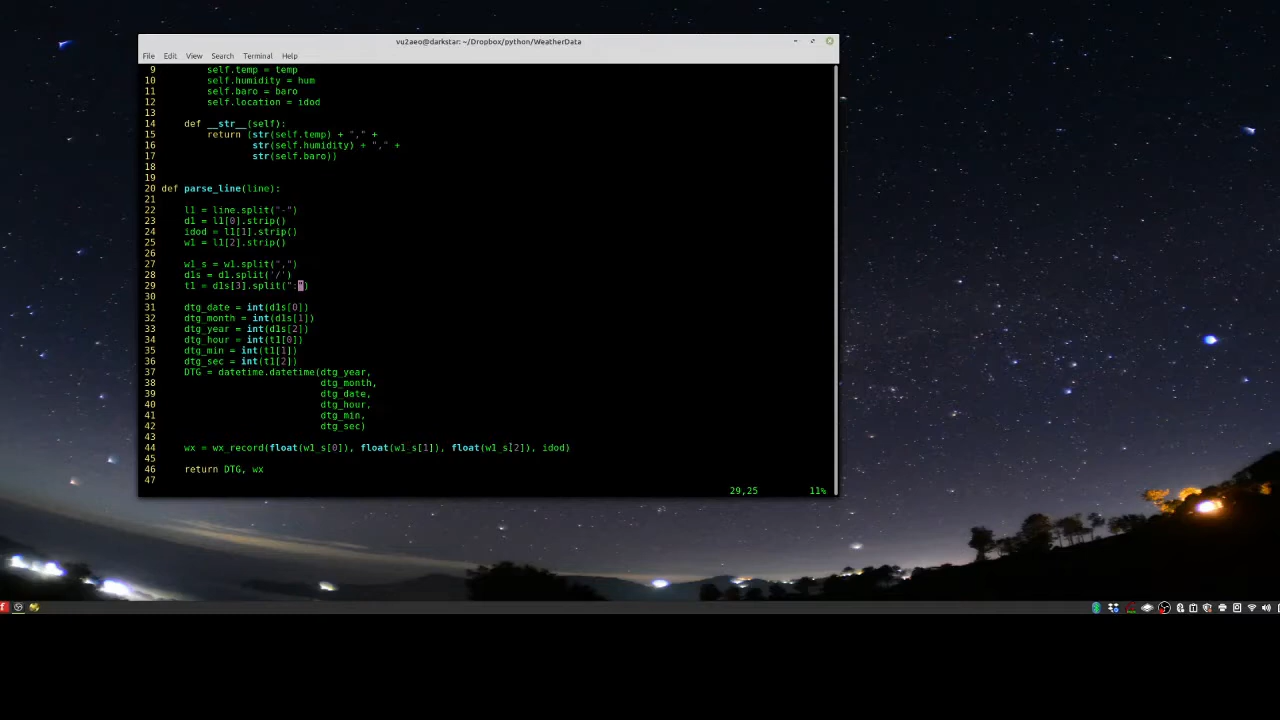 vu2aeo@darkstar: ~/Dropbox/python/WeatherData
File Edit View Search Terminal Help
9 self.temp = temp
10 self.humidity = hum
11 self.baro = baro
12 self.location = idod
13
14 def __str__(self):
15 return (str(self.temp) + "," +
16 str(self.humidity) + "," +
17 str(self.baro))
18
19
20 def parse_line(line):
21
22 l1 = line.split("-")
23 d1 = l1[0].strip()
24 idod = l1[1].strip()
25 w1 = l1[2].strip()
26
27 w1_s = w1.split(",")
28 d1s = d1.split('/')
29 t1 = d1s[3].split(":")
30
31 dtg_date = int(d1s[0])
32 dtg_month = int(d1s[1])
33 dtg_year = int(d1s[2])
34 dtg_hour = int(t1[0])
35 dtg_min = int(t1[1])
36 dtg_sec = int(t1[2])
37 DTG = datetime.datetime(dtg_year,
38 dtg_month,
39 dtg_date,
40 dtg_hour,
41 dtg_min,
42 dtg_sec)
43
44 wx = wx_record(float(w1_s[0]), float(w1_s[1]), float(w1_s[2]), idod)
45
46 return DTG, wx
47
29,25 11%